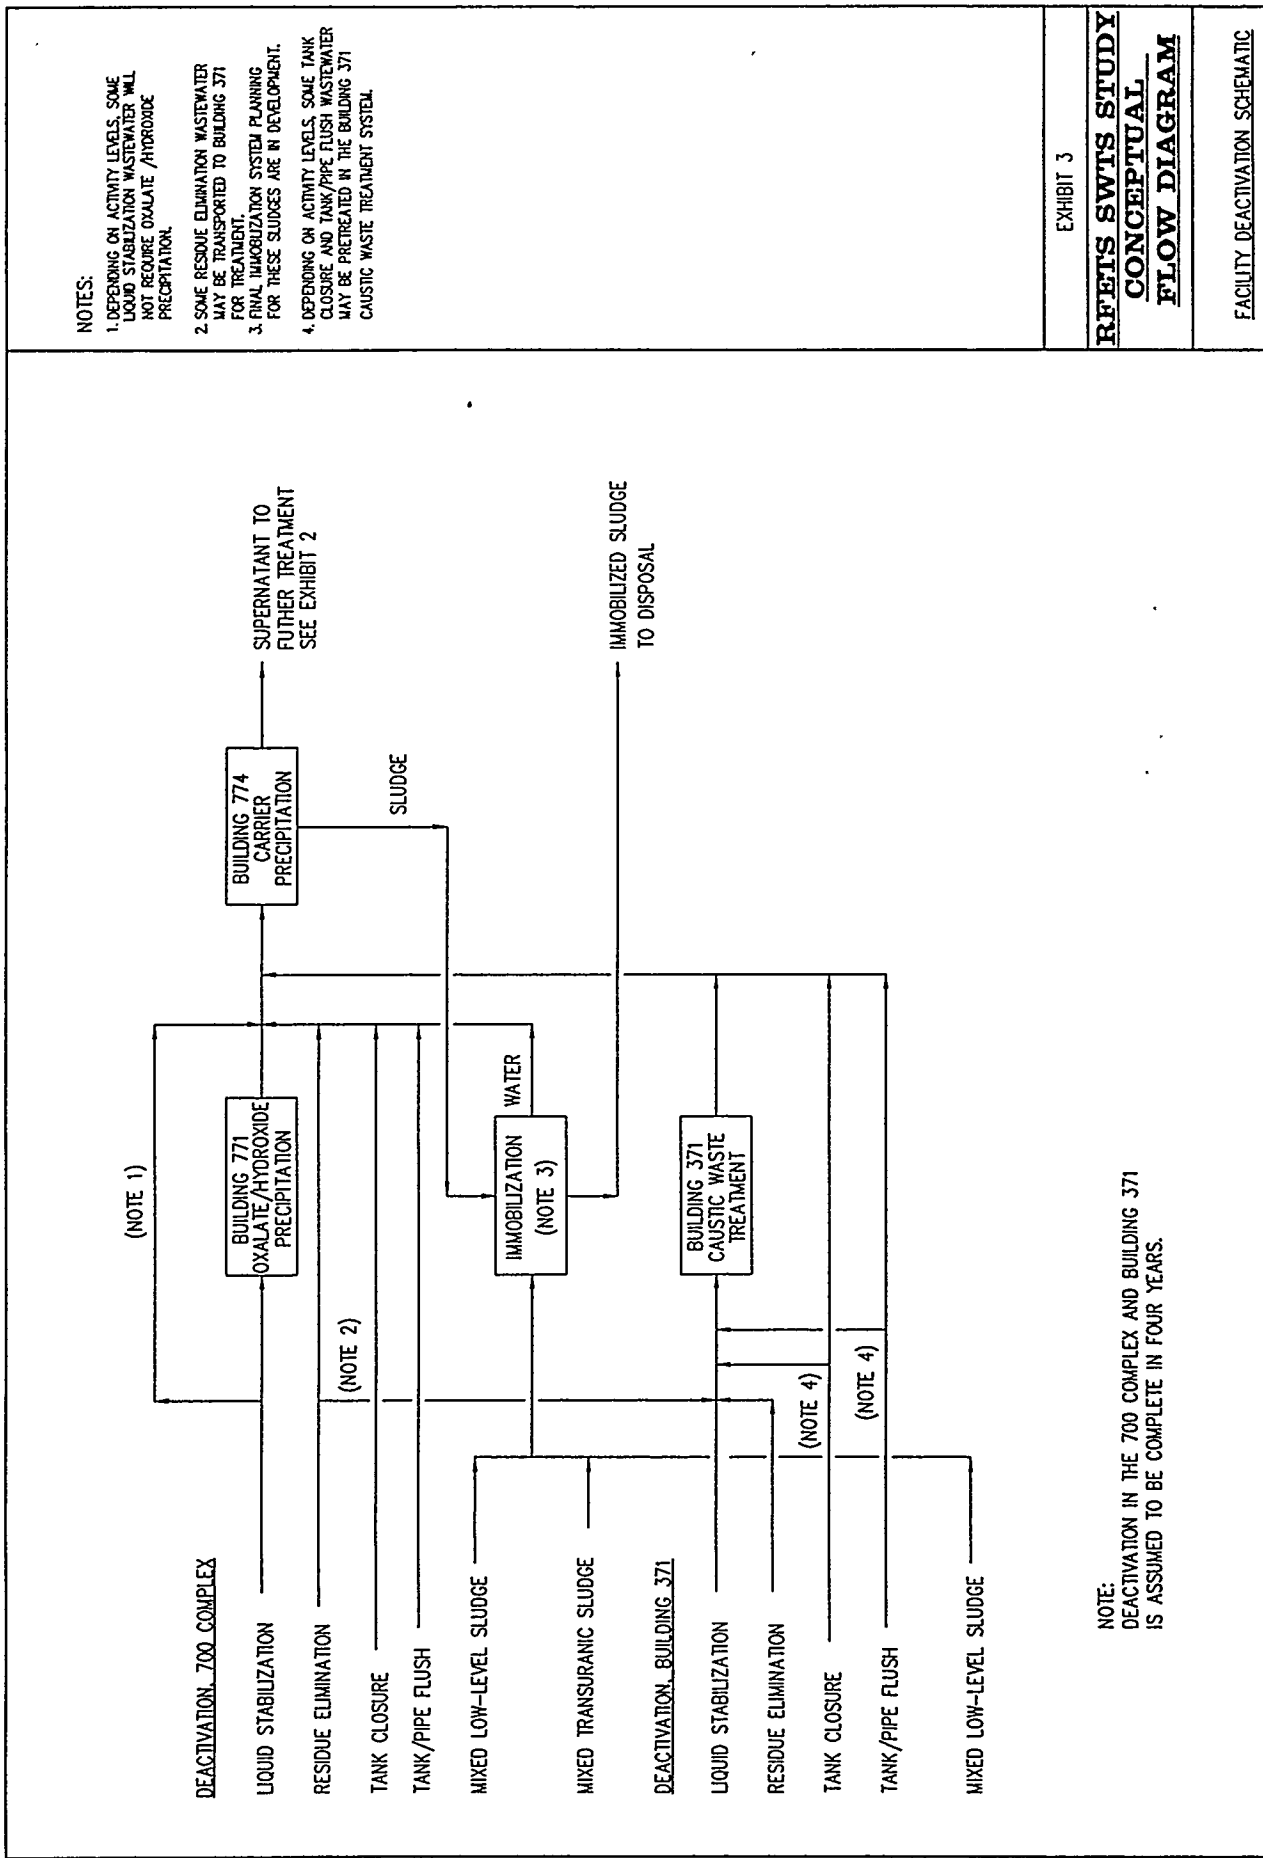 DEACTIVATION, 700 COMPLEX
LIQUID STABILIZATION
RESIDUE ELIMINATION
TANK CLOSURE
TANK/PIPE FLUSH
MIXED LOW-LEVEL SLUDGE
MIXED TRANSURANIC SLUDGE
DEACTIVATION, BUILDING 371
LIQUID STABILIZATION
RESIDUE ELIMINATION
TANK CLOSURE
TANK/PIPE FLUSH
MIXED LOW-LEVEL SLUDGE
(NOTE 1)
(NOTE 2)
(NOTE 4)
(NOTE 4)
BUILDING 771
OXALATE/HYDROXIDE
PRECIPITATION
IMMOBILIZATION
(NOTE 3)
WATER
BUILDING 371
CAUSTIC WASTE
TREATMENT
BUILDING 774
CARRIER
PRECIPITATION
SLUDGE
SUPERNATANT TO
FUTHER TREATMENT
SEE EXHIBIT 2
IMMOBILIZED SLUDGE
TO DISPOSAL
NOTE:
DEACTIVATION IN THE 700 COMPLEX AND BUILDING 371
IS ASSUMED TO BE COMPLETE IN FOUR YEARS.
NOTES:
1. DEPENDING ON ACTIVITY LEVELS, SOME
LIQUID STABILIZATION WASTEWATER WILL
NOT REQUIRE OXALATE /HYDROXIDE
PRECIPITATION.
2. SOME RESIDUE ELIMINATION WASTEWATER
MAY BE TRANSPORTED TO BUILDING 371
FOR TREATMENT.
3. FINAL IMMOBILIZATION SYSTEM PLANNING
FOR THESE SLUDGES ARE IN DEVELOPMENT.
4. DEPENDING ON ACTIVITY LEVELS, SOME TANK
CLOSURE AND TANK/PIPE FLUSH WASTEWATER
MAY BE PRETREATED IN THE BUILDING 371
CAUSTIC WASTE TREATMENT SYSTEM.
EXHIBIT 3
RFETS SWTS STUDY
CONCEPTUAL
FLOW DIAGRAM
FACILITY DEACTIVATION SCHEMATIC